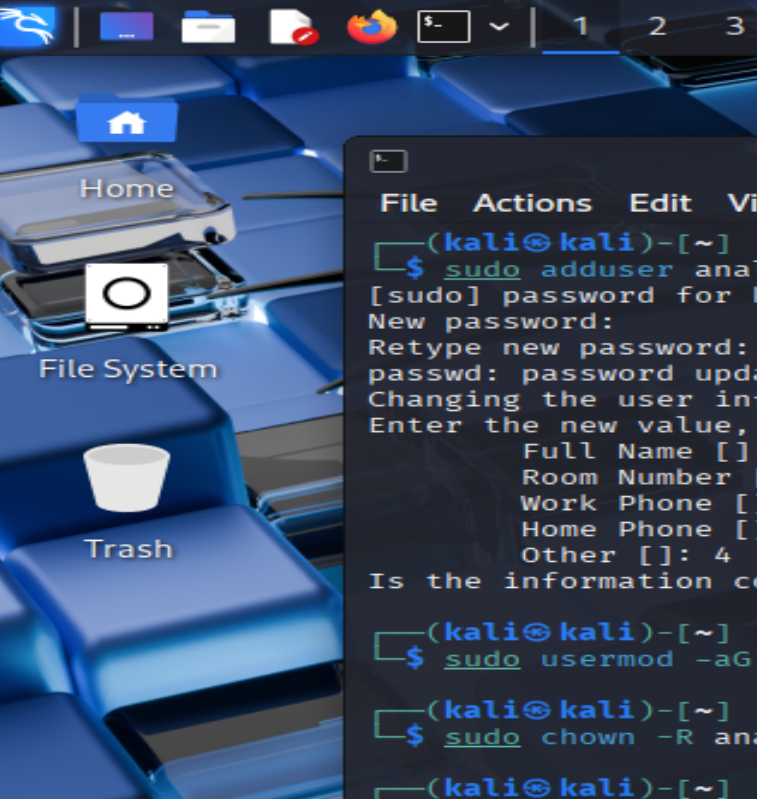 $-
1 2 3
Home
File System
Trash
$-
File Actions Edit Vi
┌──(kali㉿kali)-[~]
└─$ sudo adduser anal
[sudo] password for k
New password:
Retype new password:
passwd: password upda
Changing the user inf
Enter the new value,
Full Name []
Room Number [
Work Phone []
Home Phone []
Other []: 4
Is the information co
┌──(kali㉿kali)-[~]
└─$ sudo usermod -aG
┌──(kali㉿kali)-[~]
└─$ sudo chown -R ana
┌──(kali㉿kali)-[~]